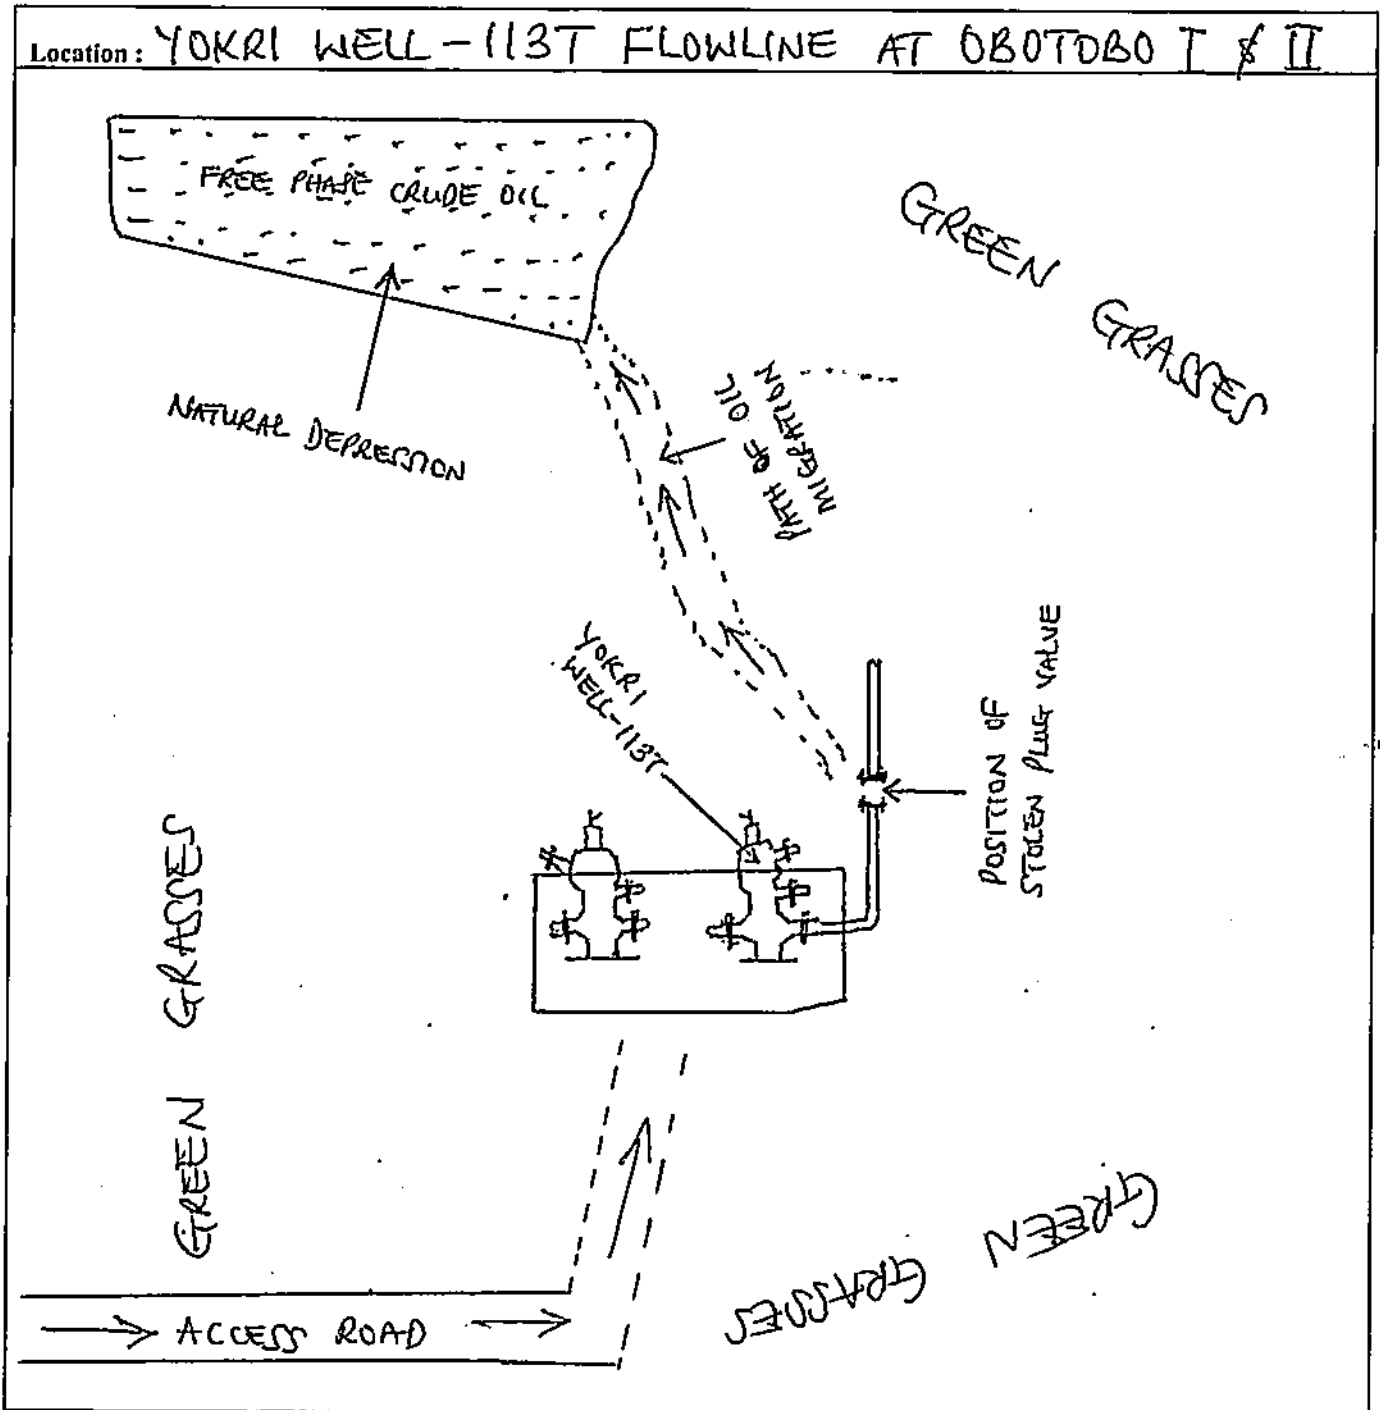 Location: YOKRI WELL-113T FLOWLINE AT OBOTOBO I & II
FREE PHASE CRUDE OIL
GREEN GRASSES
NATURAL DEPRESSION
PATH OF OIL
MIGRATION
YOKRI
WELL-113T
POSITION OF
STOLEN PLUG VALVE
GREEN GRASSES
GREEN GRASSES
ACCESS ROAD